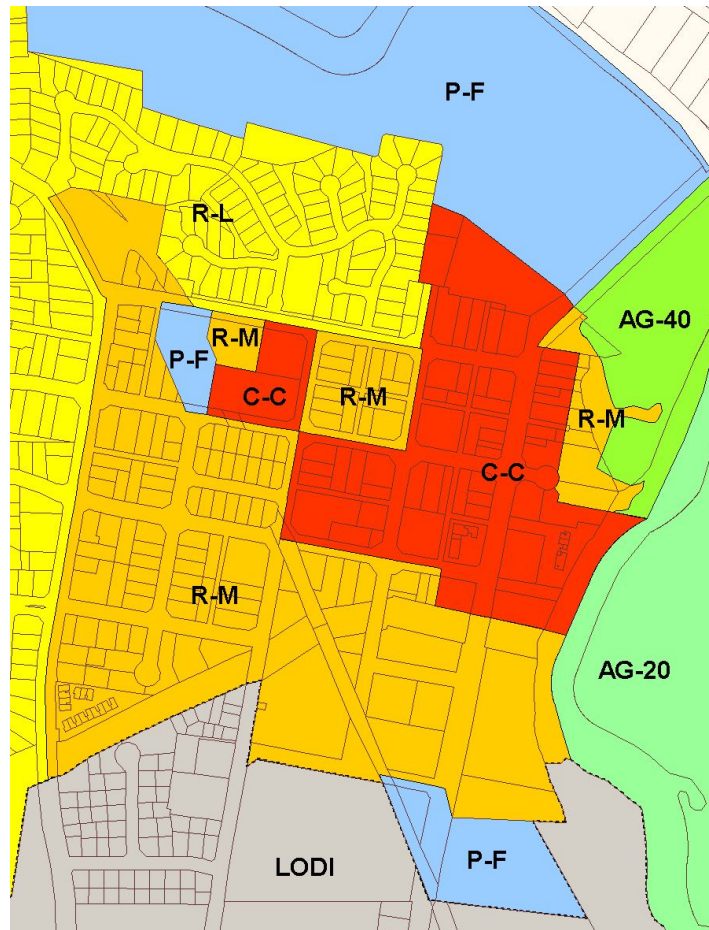 P-F
R-L
AG-40
R-M
P-F
C-C
R-M
R-M
C-C
R-M
AG-20
P-F
LODI